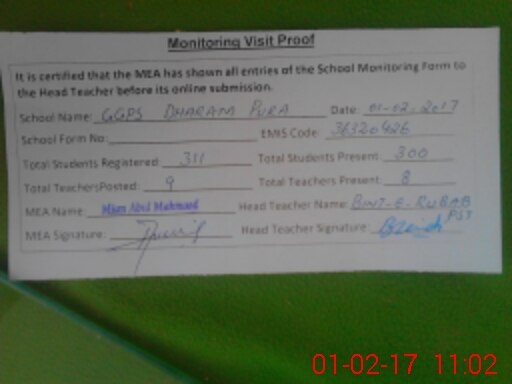 Monitoring Visit Proof
It is certified that the MEA has shown all entries of the School Monitoring Form to
the Head Teacher before its online submission.
School Name: GGPS DHARAM PURA Date: 01-02-2017
School Form No: EMIS Code: 36320426
Total Students Registered: 311 Total Students Present: 300
Total TeachersPosted: 9 Total Teachers Present: 8
MEA Name: Mian Abul Mahmood Head Teacher Name: BINT-E-RUBAB
PST
MEA Signature: Head Teacher Signature:
01-02-17 11:02